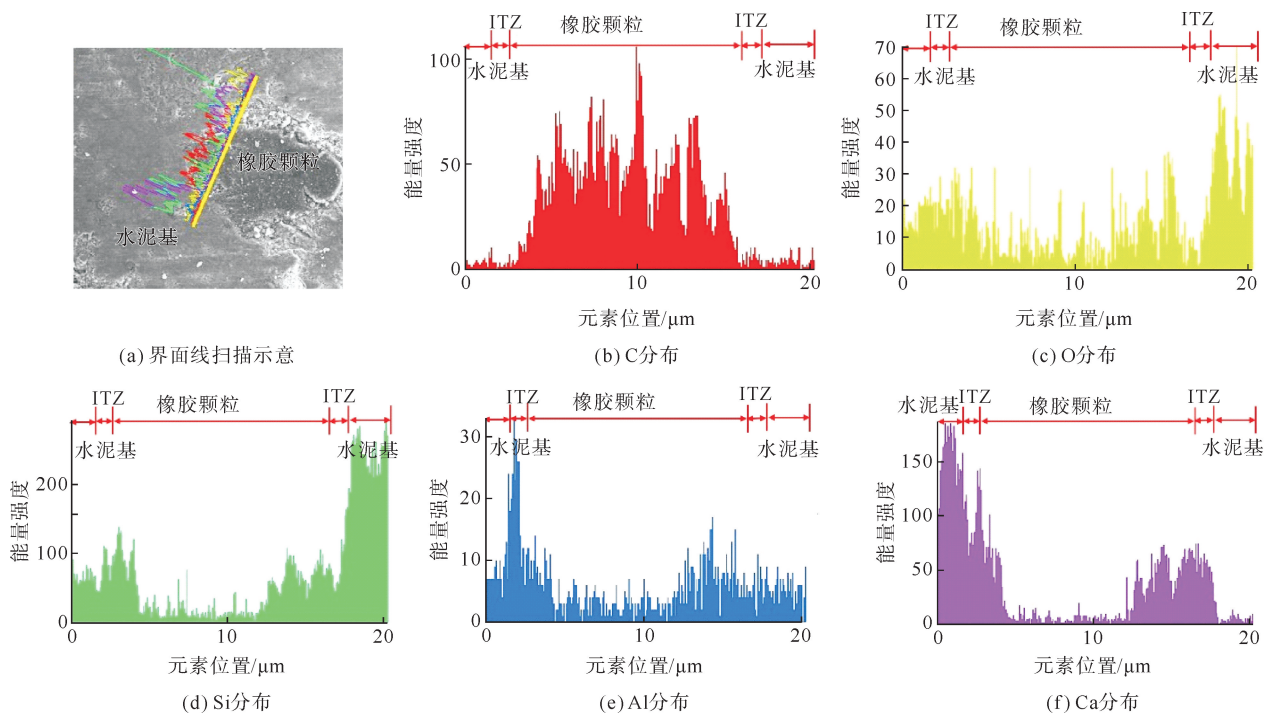 橡胶颗粒
水泥基
(a) 界面线扫描示意
ITZ
橡胶颗粒
ITZ
水泥基
水泥基
100
50
0
能量强度
0
10
20
元素位置/μm
(b) C分布
ITZ
橡胶颗粒
ITZ
水泥基
水泥基
70
60
50
40
30
20
10
0
能量强度
0
10
20
元素位置/μm
(c) O分布
ITZ
橡胶颗粒
ITZ
水泥基
水泥基
200
100
0
能量强度
0
10
20
元素位置/μm
(d) Si分布
ITZ
橡胶颗粒
ITZ
水泥基
水泥基
30
20
10
0
能量强度
0
10
20
元素位置/μm
(e) Al分布
水泥基
ITZ
橡胶颗粒
ITZ
水泥基
150
100
50
0
能量强度
0
10
20
元素位置/μm
(f) Ca分布